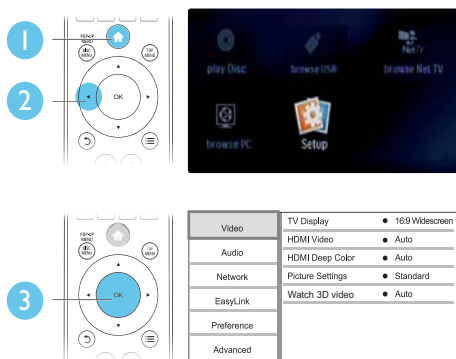 1
POP-UP MENU
DISC MENU
TOP MENU
2
OK
play Disc
browse USB
Net TV
browse Net TV
browse PC
Setup
POP-UP MENU
DISC MENU
TOP MENU
3
OK
Video
Audio
Network
EasyLink
Preference
Advanced
TV Display ● 16:9 Widescreen
HDMI Video ● Auto
HDMI Deep Color ● Auto
Picture Settings ● Standard
Watch 3D video ● Auto